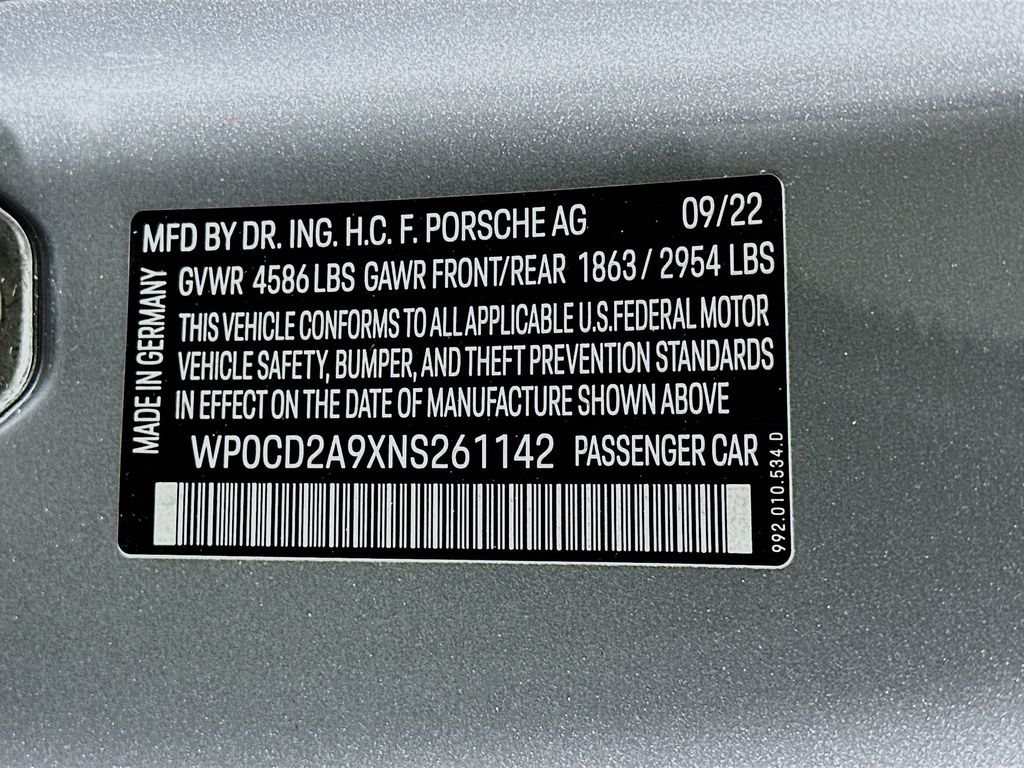 MFD BY DR. ING. H.C. F. PORSCHE AG 09/22
GVWR 4586 LBS GAWR FRONT/REAR 1863 / 2954 LBS
THIS VEHICLE CONFORMS TO ALL APPLICABLE U.S.FEDERAL MOTOR
VEHICLE SAFETY, BUMPER, AND THEFT PREVENTION STANDARDS
IN EFFECT ON THE DATE OF MANUFACTURE SHOWN ABOVE
WP0CD2A9XNS261142 PASSENGER CAR
MADE IN GERMANY
992.010.534.D